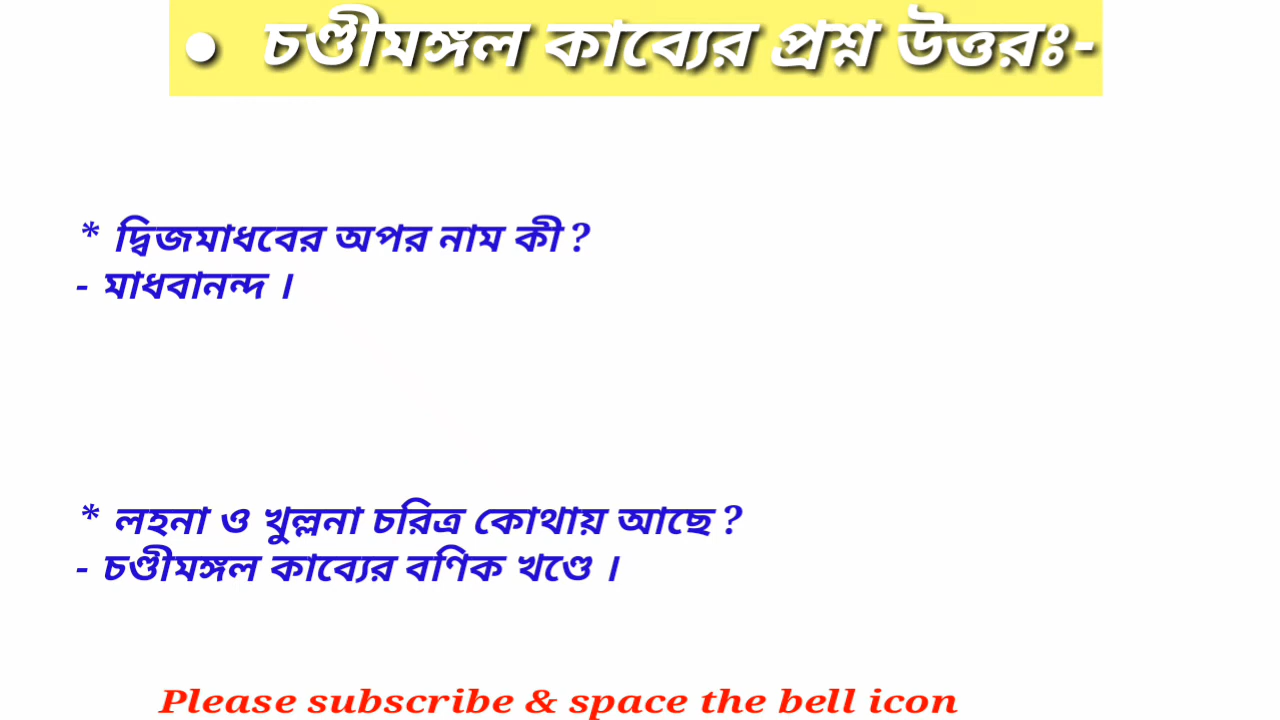 ● চণ্ডীমঙ্গল কাব্যের প্রশ্ন উত্তরঃ-
* দ্বিজমাধবের অপর নাম কী ?
- মাধবানন্দ ।
* লহনা ও খুল্লনা চরিত্র কোথায় আছে ?
- চণ্ডীমঙ্গল কাব্যের বণিক খণ্ডে ।
Please subscribe & space the bell icon